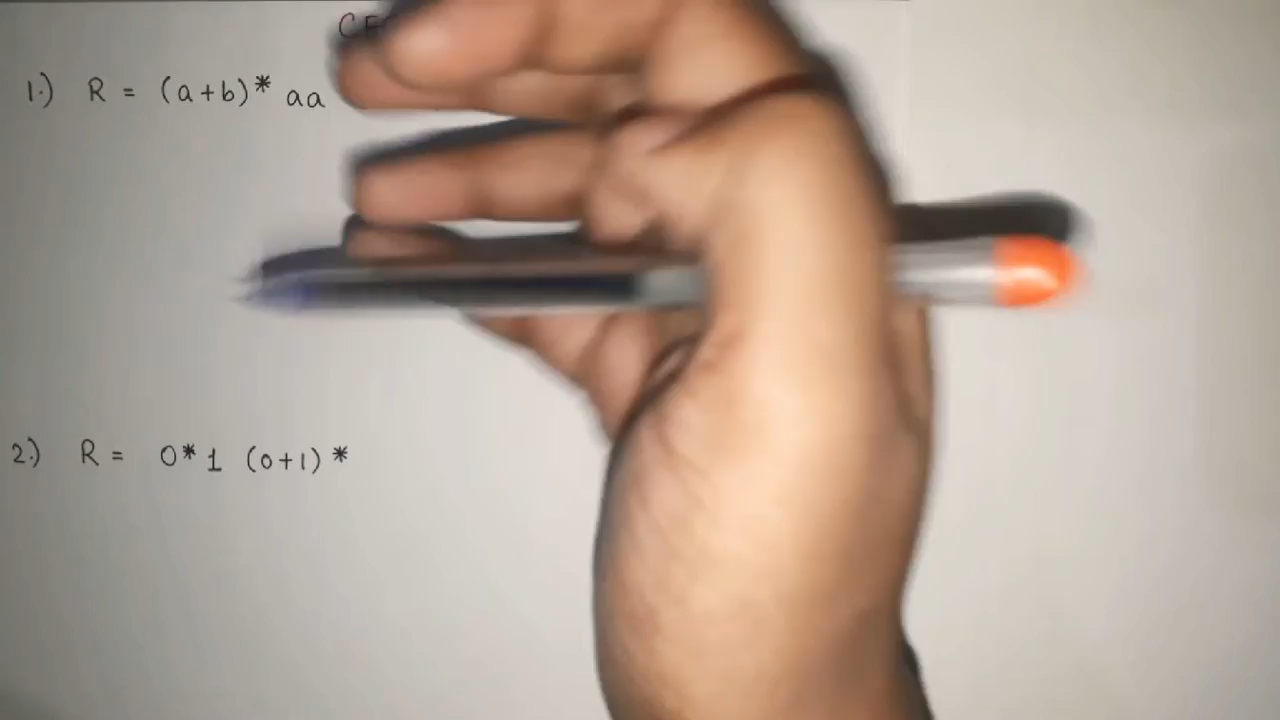 1.) R = (a+b)* aa
2.) R = 0*1 (0+1)*